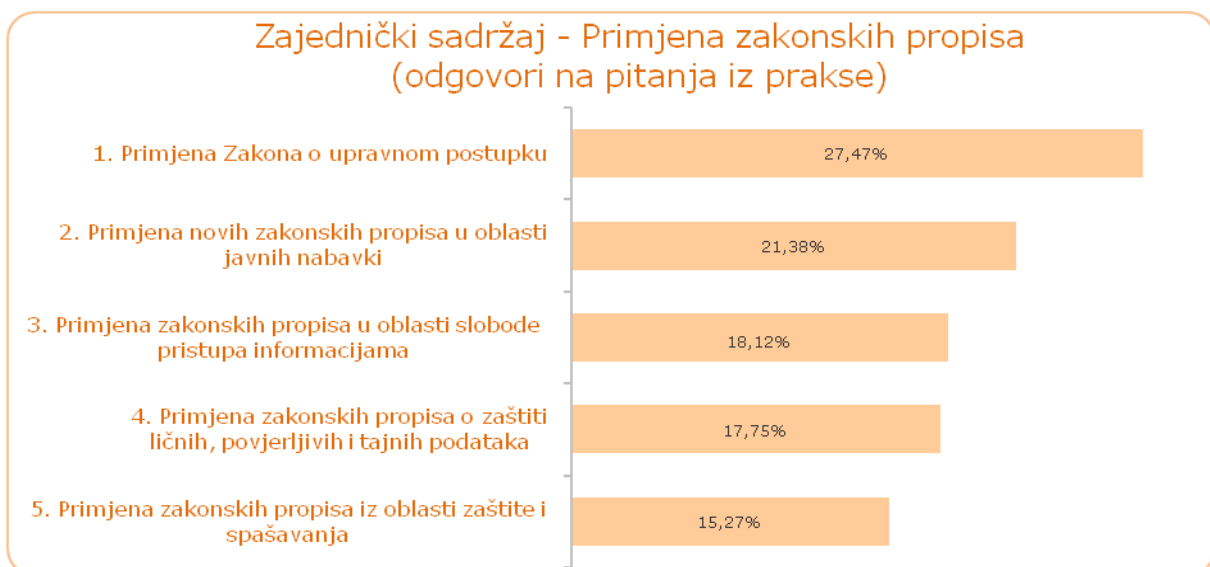 Zajednički sadržaj - Primjena zakonskih propisa
(odgovori na pitanja iz prakse)
1. Primjena Zakona o upravnom postupku
27,47%
2. Primjena novih zakonskih propisa u oblasti
javnih nabavki
21,38%
3. Primjena zakonskih propisa u oblasti slobode
pristupa informacijama
18,12%
4. Primjena zakonskih propisa o zaštiti
ličnih, povjerljivih i tajnih podataka
17,75%
5. Primjena zakonskih propisa iz oblasti zaštite i
spašavanja
15,27%